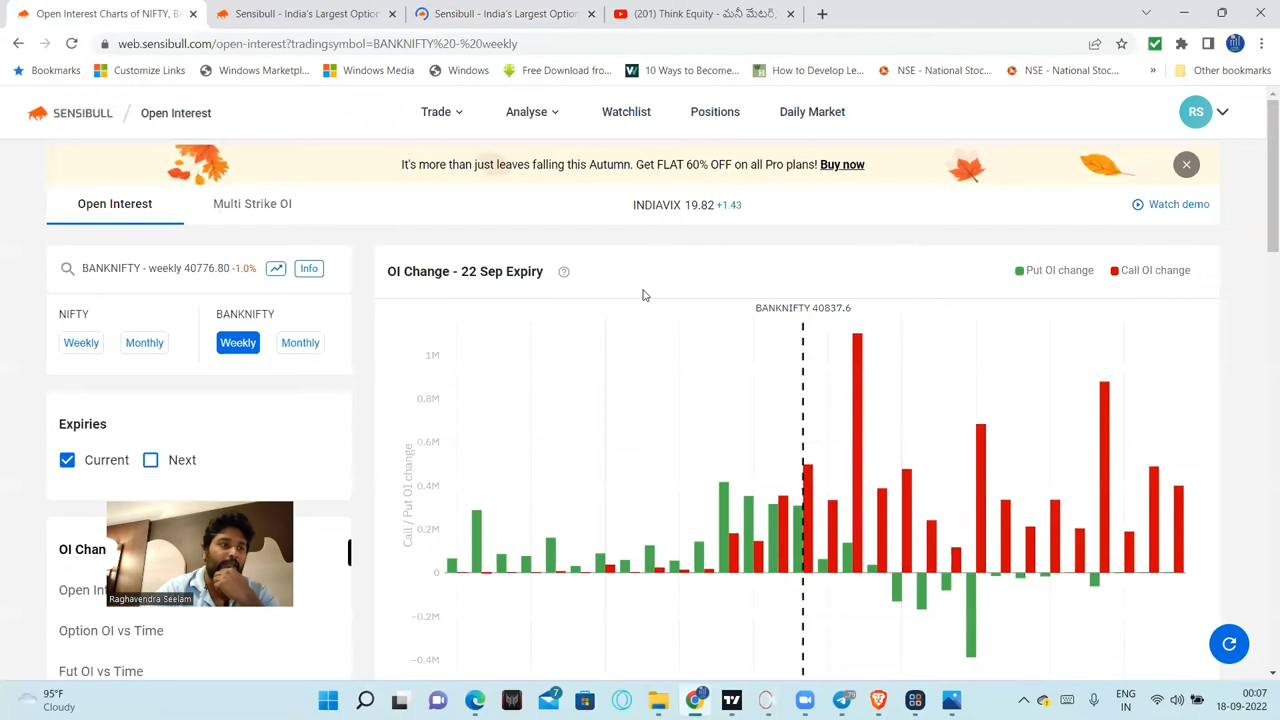 Open Interest Charts of NIFTY, B
Sensibull - India's Largest Option
Sensibull - India's Largest Option
(201) Think Equity - మనీ మేటర్,
web.sensibull.com/open-interest?tradingsymbol=BANKNIFTY%20-%20weekly
Bookmarks
Customize Links
Windows Marketpl...
Windows Media
Windows
Free Download fro...
10 Ways to Become...
How to Develop Le...
NSE - National Stoc...
NSE - National Stoc...
Other bookmarks
SENSIBULL / Open Interest
Trade
Analyse
Watchlist
Positions
Daily Market
RS
It's more than just leaves falling this Autumn. Get FLAT 60% OFF on all Pro plans! Buy now
Open Interest
Multi Strike OI
INDIAVIX 19.82 +1.43
Watch demo
BANKNIFTY - weekly 40776.80 -1.0%
Info
NIFTY
BANKNIFTY
Weekly
Monthly
Weekly
Monthly
Expiries
Current
Next
OI Chan
Open Int
Option OI vs Time
Fut OI vs Time
Raghavendra Seelam
OI Change - 22 Sep Expiry
Put OI change
Call OI change
BANKNIFTY 40837.6
Call / Put OI change
1M
0.8M
0.6M
0.4M
0.2M
0
−0.2M
−0.4M
95°F
Cloudy
7
ENG
IN
00:07
18-09-2022